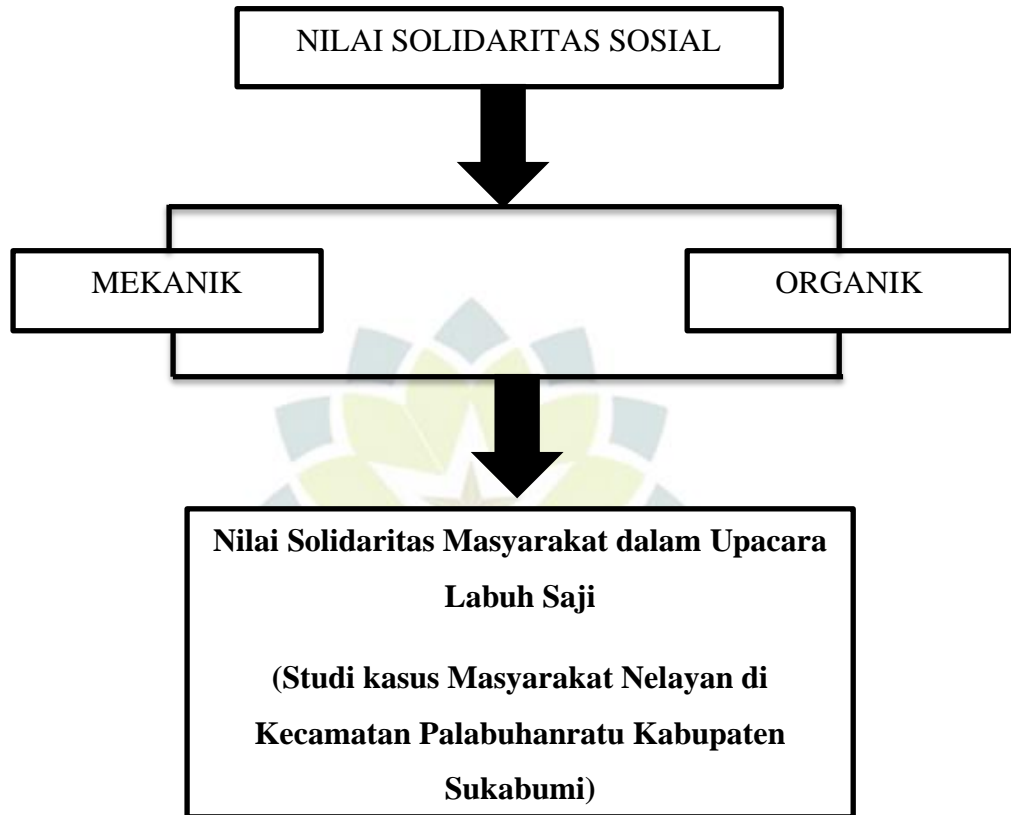 NILAI SOLIDARITAS SOSIAL
MEKANIK
ORGANIK
Nilai Solidaritas Masyarakat dalam Upacara
Labuh Saji
(Studi kasus Masyarakat Nelayan di
Kecamatan Palabuhanratu Kabupaten
Sukabumi)